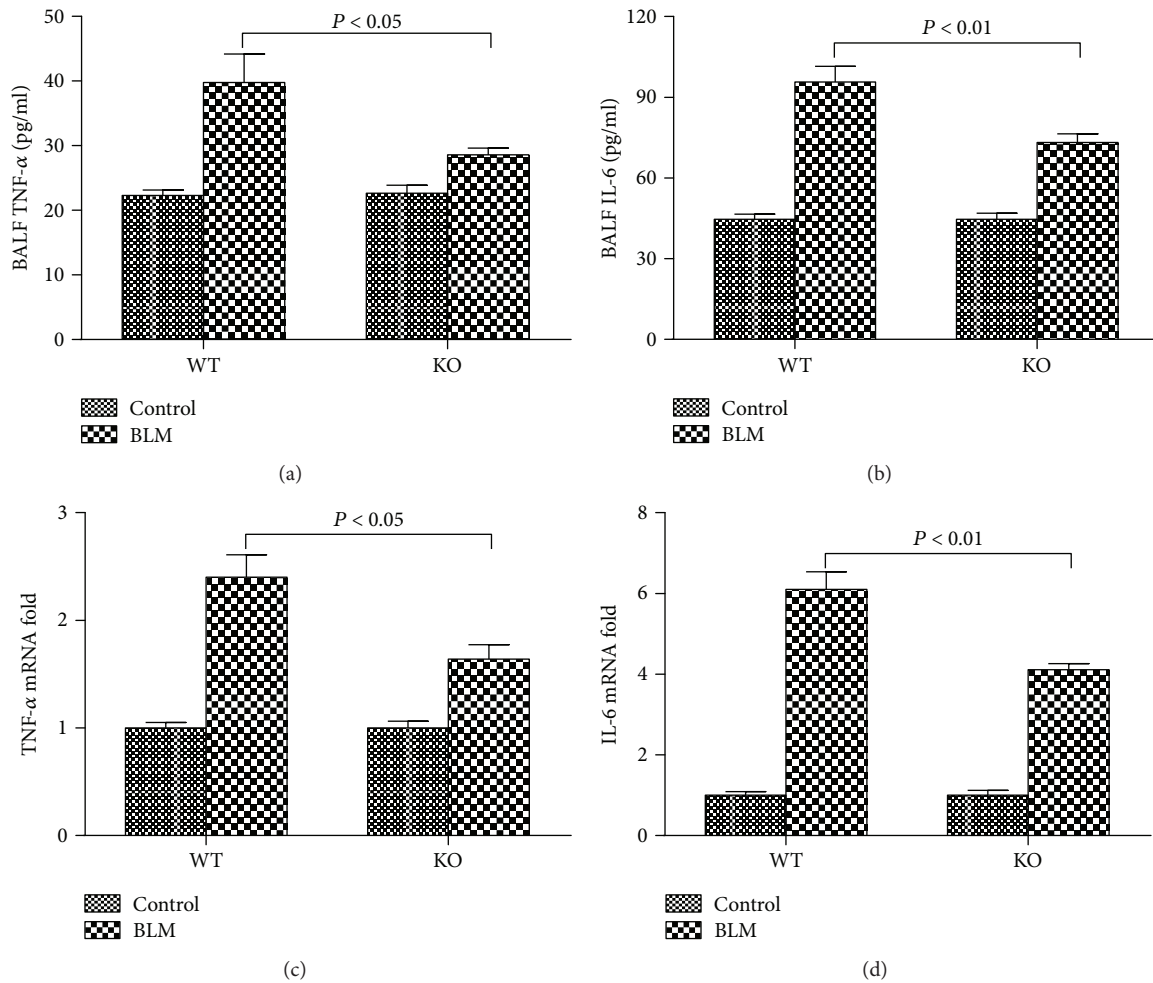 50
40
30
20
10
0
BALF TNF-α (pg/ml)
P < 0.05
WT
KO
Control
BLM
(a)
120
90
60
30
0
BALF IL-6 (pg/ml)
P < 0.01
WT
KO
Control
BLM
(b)
3
2
1
0
TNF-α mRNA fold
P < 0.05
WT
KO
Control
BLM
(c)
8
6
4
2
0
IL-6 mRNA fold
P < 0.01
WT
KO
Control
BLM
(d)